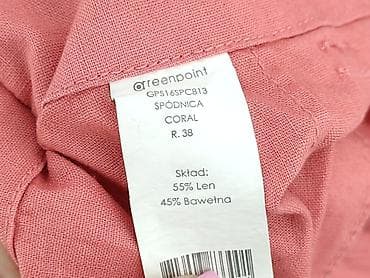 greenpoint
GPS16SPC813
SPÓDNICA
CORAL
R. 38
Skład:
55% Len
45% Bawełna